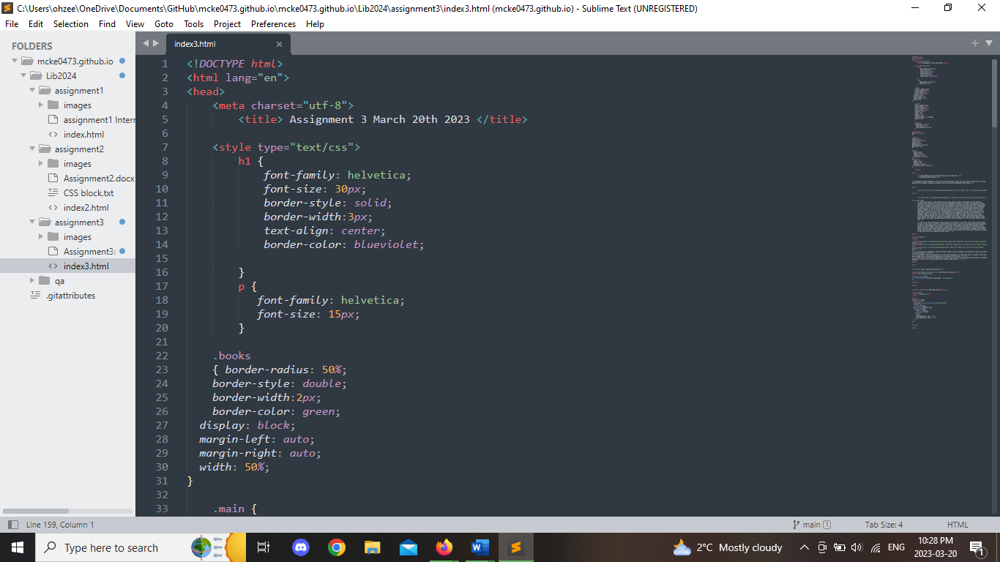 C:\Users\ohzee\OneDrive\Documents\GitHub\mcke0473.github.io\mcke0473.github.io\Lib2024\assignment3\index3.html (mcke0473.github.io) - Sublime Text (UNREGISTERED)
File Edit Selection Find View Goto Tools Project Preferences Help
FOLDERS
mcke0473.github.io
Lib2024
assignment1
images
assignment1 Intern
index.html
assignment2
images
Assignment2.docx
CSS block.txt
index2.html
assignment3
images
Assignment3
index3.html
qa
.gitattributes
index3.html
1 <!DOCTYPE html>
2 <html lang="en">
3 <head>
4 <meta charset="utf-8">
5 <title> Assignment 3 March 20th 2023 </title>
6
7 <style type="text/css">
8 h1 {
9 font-family: helvetica;
10 font-size: 30px;
11 border-style: solid;
12 border-width:3px;
13 text-align: center;
14 border-color: blueviolet;
15
16 }
17 p {
18 font-family: helvetica;
19 font-size: 15px;
20 }
21
22 .books
23 { border-radius: 50%;
24 border-style: double;
25 border-width:2px;
26 border-color: green;
27 display: block;
28 margin-left: auto;
29 margin-right: auto;
30 width: 50%;
31 }
32
33 .main {
Line 159, Column 1
main 1
Tab Size: 4
HTML
Type here to search
2°C Mostly cloudy
ENG
10:28 PM
2023-03-20
1